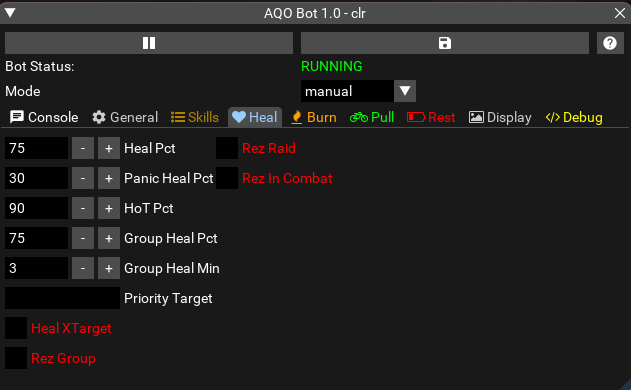 AQO Bot 1.0 - clr
Bot Status: RUNNING
Mode manual
Console General Skills Heal Burn Pull Rest Display Debug
75 - + Heal Pct Rez Raid
30 - + Panic Heal Pct Rez In Combat
90 - + HoT Pct
75 - + Group Heal Pct
3 - + Group Heal Min
Priority Target
Heal XTarget
Rez Group